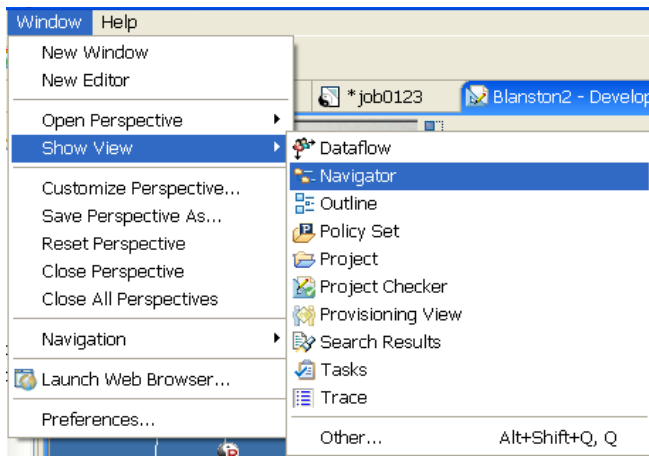 Window Help
New Window
New Editor
*job0123
Blanston2 - Develop
Open Perspective
Show View
Customize Perspective...
Save Perspective As...
Reset Perspective
Close Perspective
Close All Perspectives
Navigation
Launch Web Browser...
Preferences...
Dataflow
Navigator
Outline
Policy Set
Project
Project Checker
Provisioning View
Search Results
Tasks
Trace
Other... Alt+Shift+Q, Q